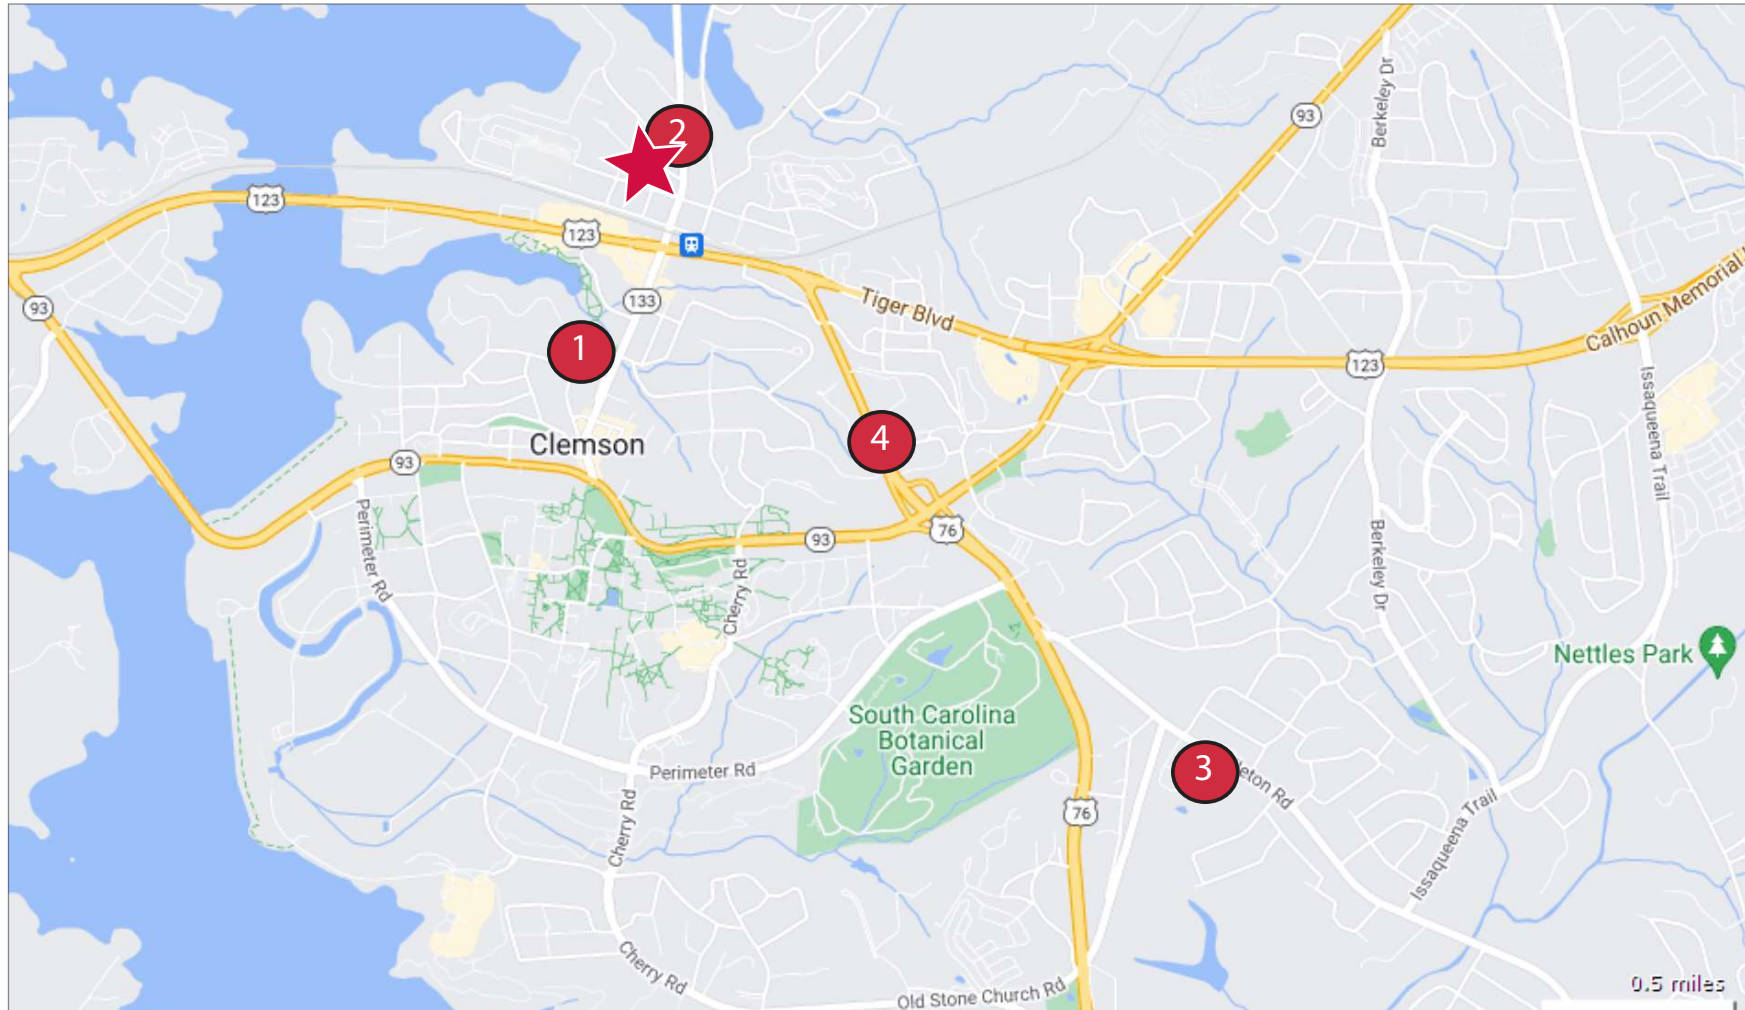 Berkeley Dr
93
2
123
123
133
93
Tiger Blvd
Calhoun Memorial
1
123
Issaqueena Trail
4
Clemson
93
Perimeter Rd
93
76
Cherry Rd
Berkeley Dr
Nettles Park
South Carolina
Botanical
Garden
Perimeter Rd
3
leton Rd
76
Cherry Rd
Issaqueena Trail
Cherry Rd
Old Stone Church Rd
0.5 miles